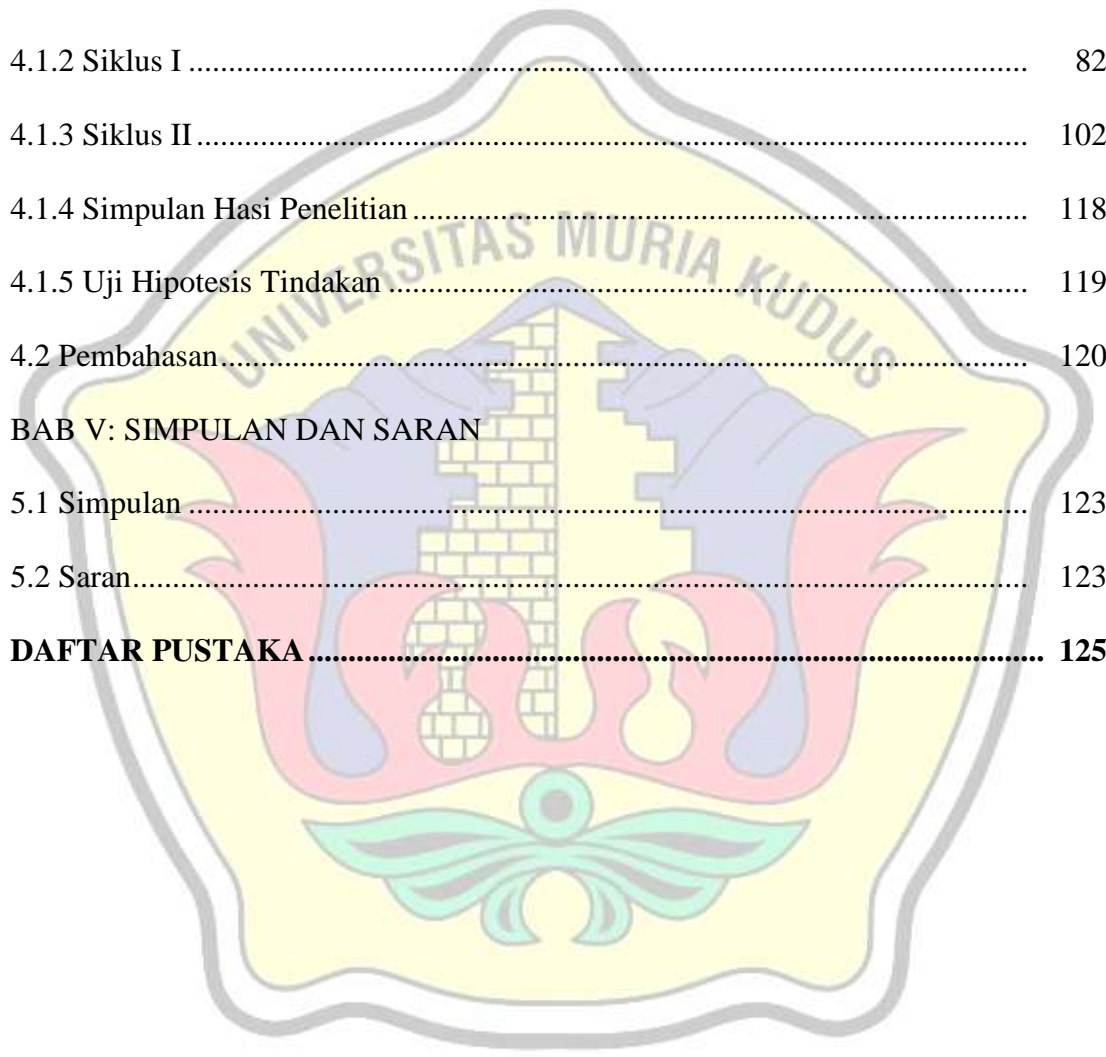 4.1.2 Siklus I ........................................................................................................ 82
4.1.3 Siklus II ....................................................................................................... 102
4.1.4 Simpulan Hasi Penelitian ............................................................................ 118
UNIVERSITAS MURIA KUDUS
4.1.5 Uji Hipotesis Tindakan ............................................................................... 119
4.2 Pembahasan.................................................................................................... 120
BAB V: SIMPULAN DAN SARAN
5.1 Simpulan ........................................................................................................ 123
5.2 Saran............................................................................................................... 123
DAFTAR PUSTAKA ........................................................................................... 125